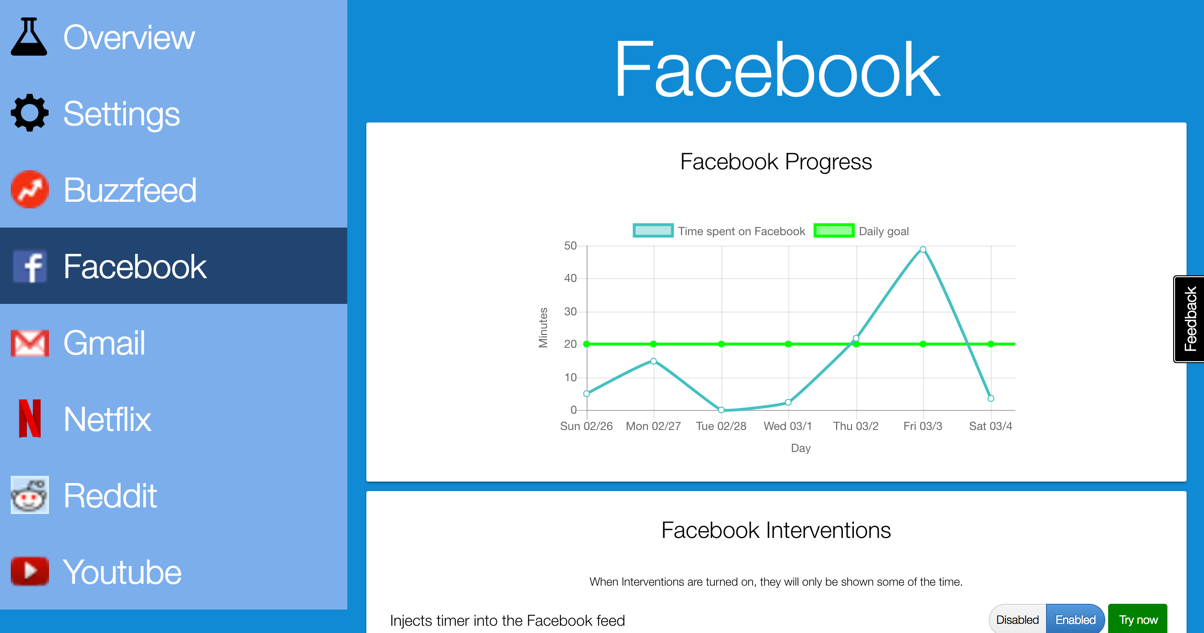 Overview
Settings
Buzzfeed
Facebook
Gmail
Netflix
Reddit
Youtube
Facebook
Facebook Progress
Time spent on Facebook Daily goal
Minutes
50
40
30
20
10
0
Sun 02/26 Mon 02/27 Tue 02/28 Wed 03/1 Thu 03/2 Fri 03/3 Sat 03/4
Day
Facebook Interventions
When Interventions are turned on, they will only be shown some of the time.
Injects timer into the Facebook feed Disabled Enabled Try now
Feedback